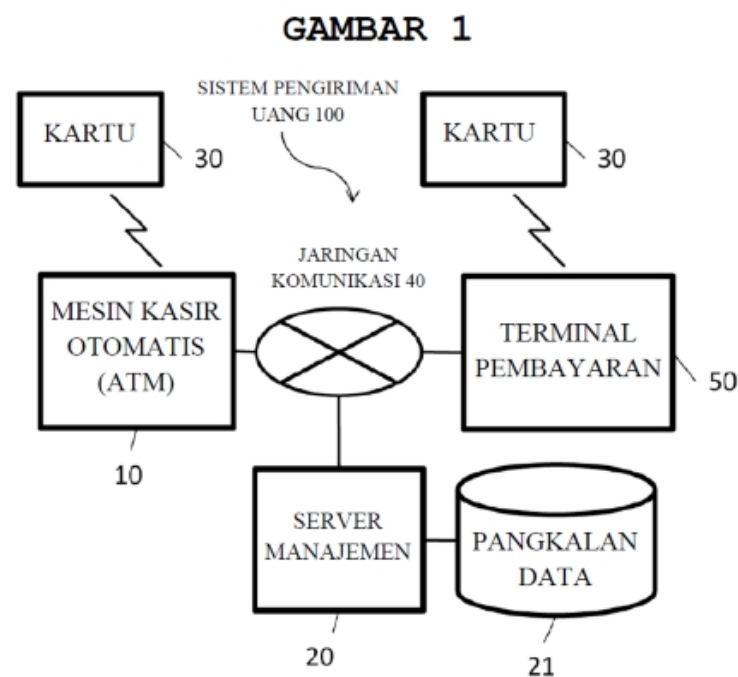 GAMBAR 1
SISTEM PENGIRIMAN
UANG 100
KARTU
30
KARTU
30
JARINGAN
KOMUNIKASI 40
MESIN KASIR
OTOMATIS
(ATM)
10
TERMINAL
PEMBAYARAN
50
SERVER
MANAJEMEN
20
PANGKALAN
DATA
21